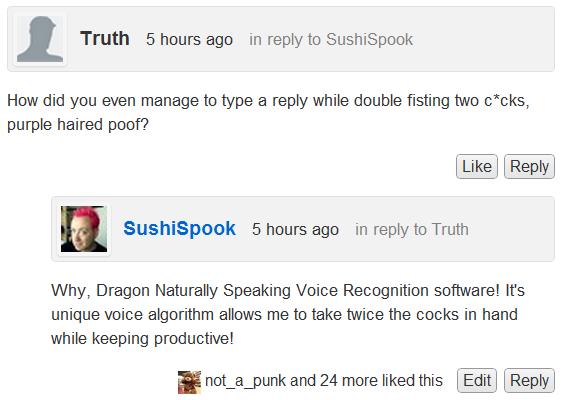 Truth 5 hours ago in reply to SushiSpook
How did you even manage to type a reply while double fisting two c*cks,
purple haired poof?
Like Reply
SushiSpook 5 hours ago in reply to Truth
Why, Dragon Naturally Speaking Voice Recognition software! It's
unique voice algorithm allows me to take twice the cocks in hand
while keeping productive!
not_a_punk and 24 more liked this Edit Reply